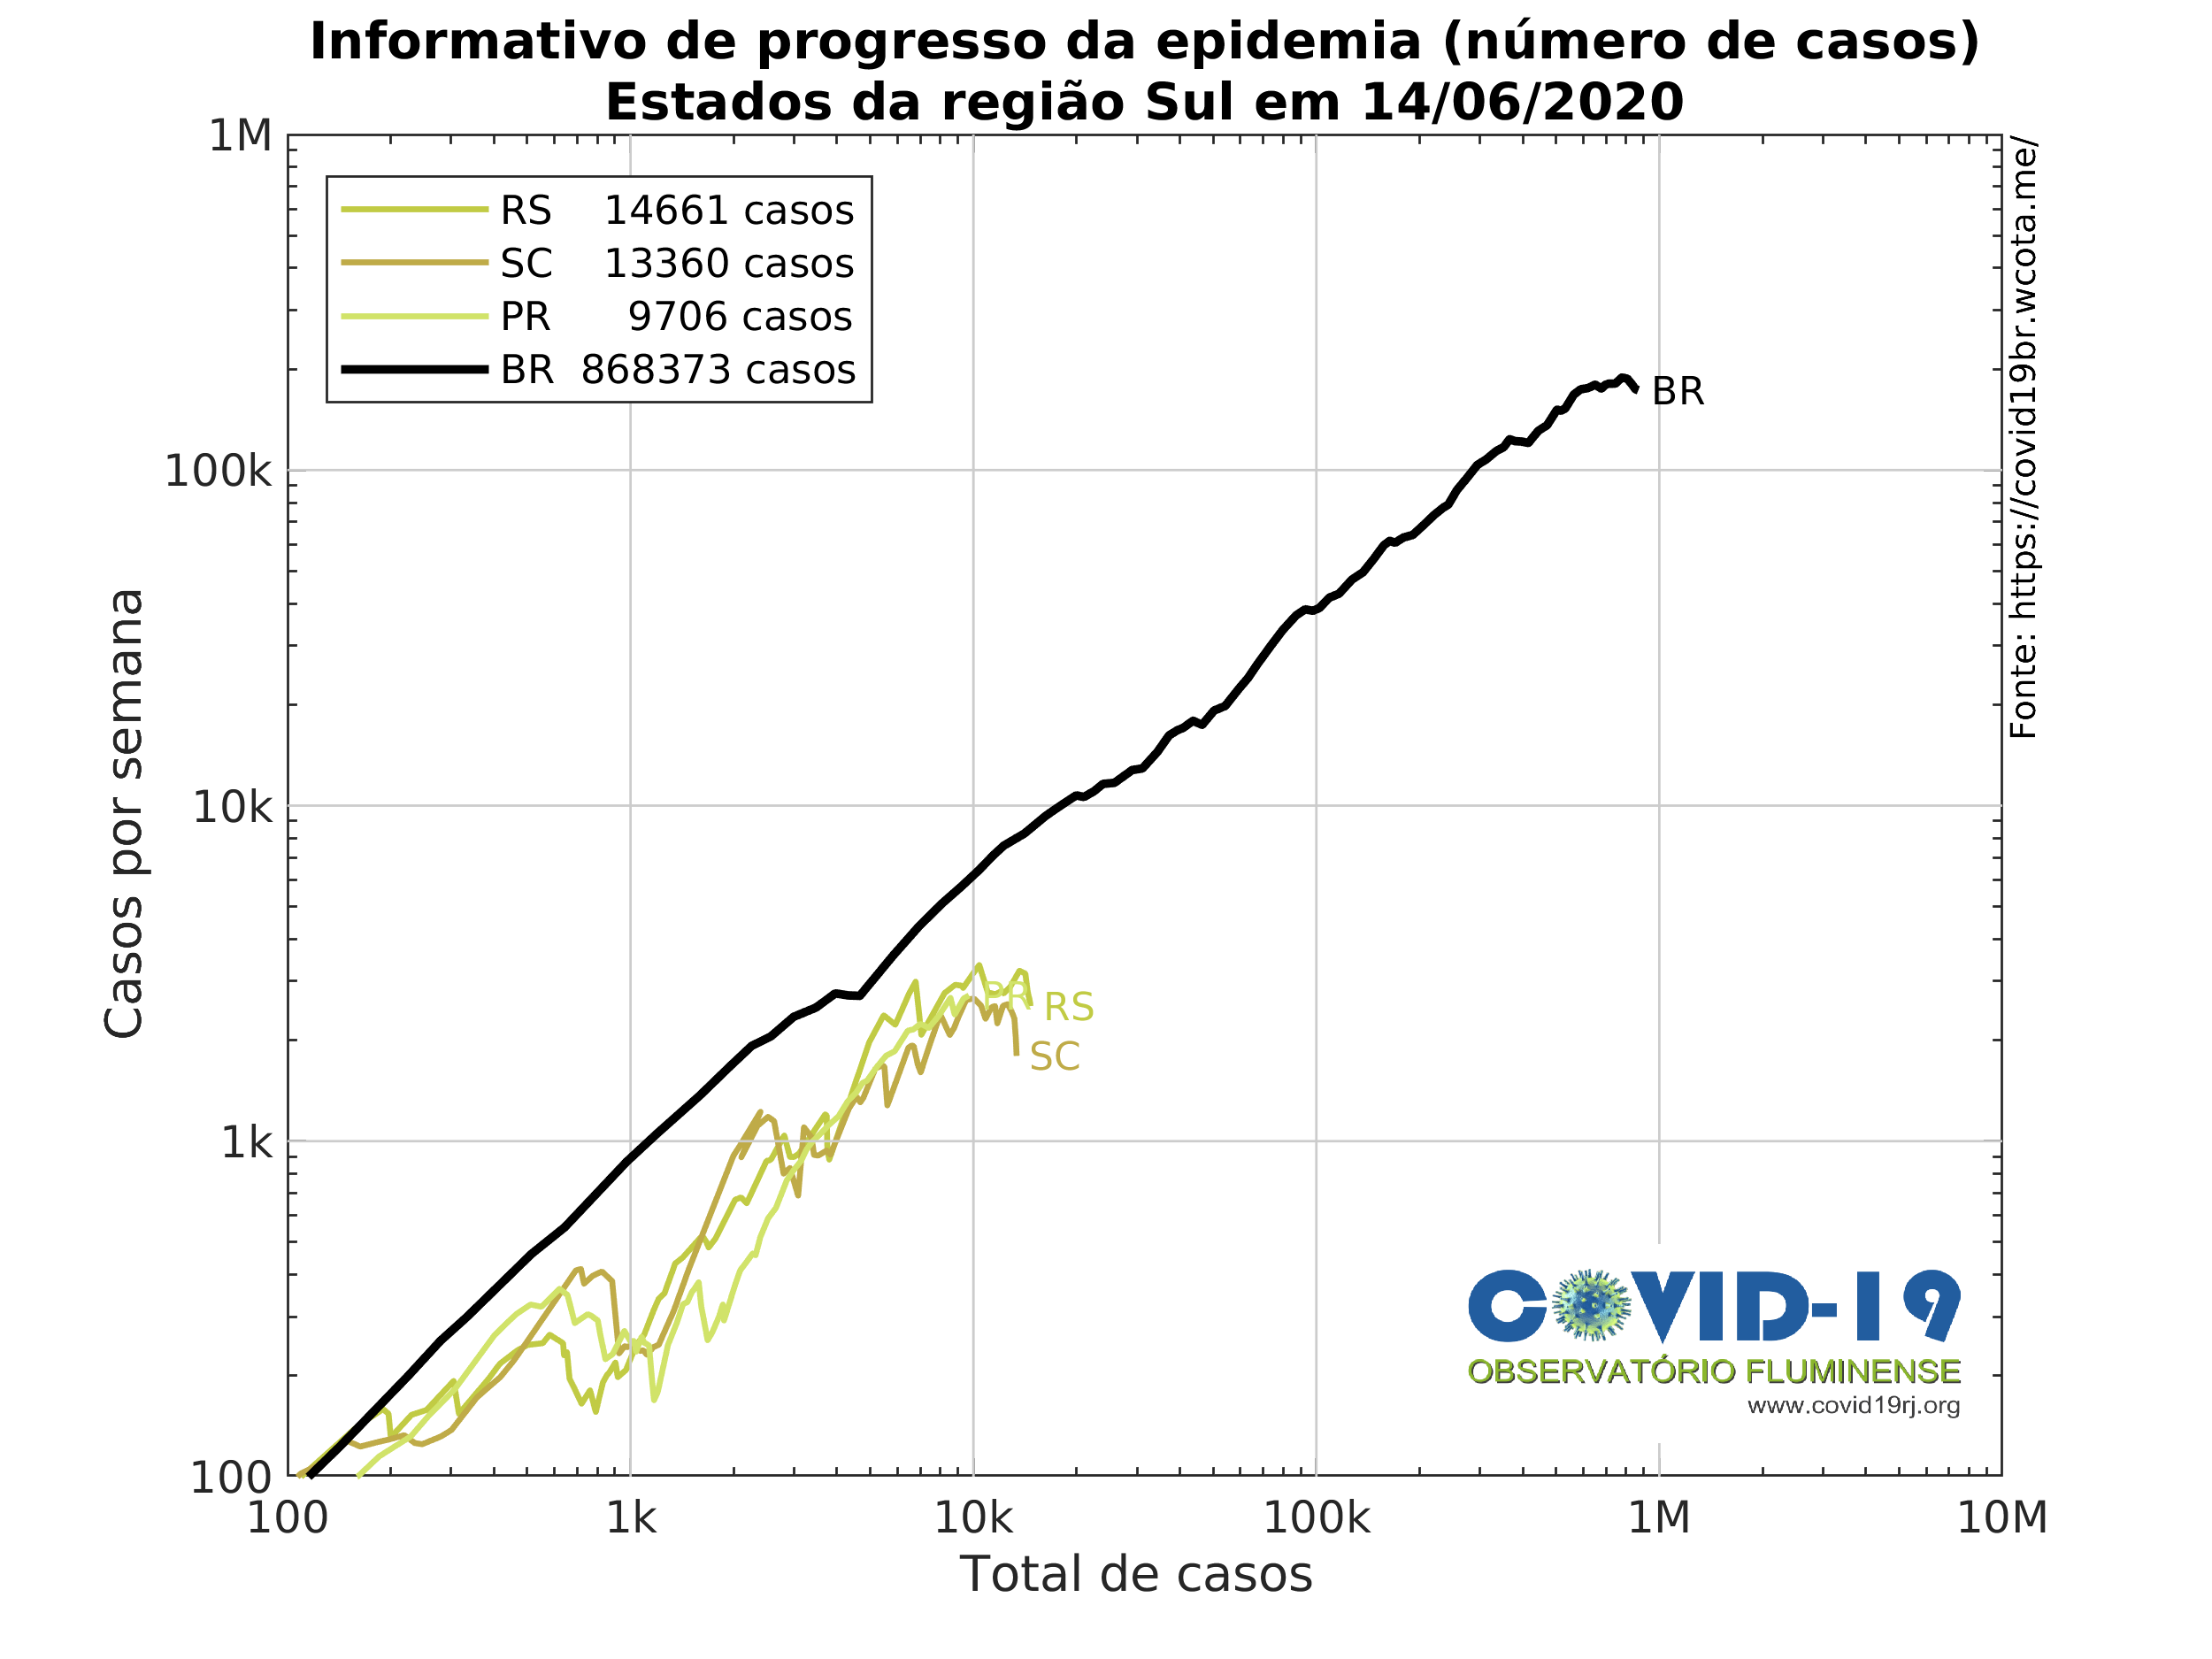 Informativo de progresso da epidemia (número de casos)
Estados da região Sul em 14/06/2020
1M
100k
10k
1k
100
Casos por semana
RS 14661 casos
SC 13360 casos
PR 9706 casos
BR 868373 casos
BR
PR
RS
SC
Fonte: https://covid19br.wcota.me/
COVID-19
OBSERVATÓRIO FLUMINENSE
www.covid19rj.org
100
1k
10k
100k
1M
10M
Total de casos